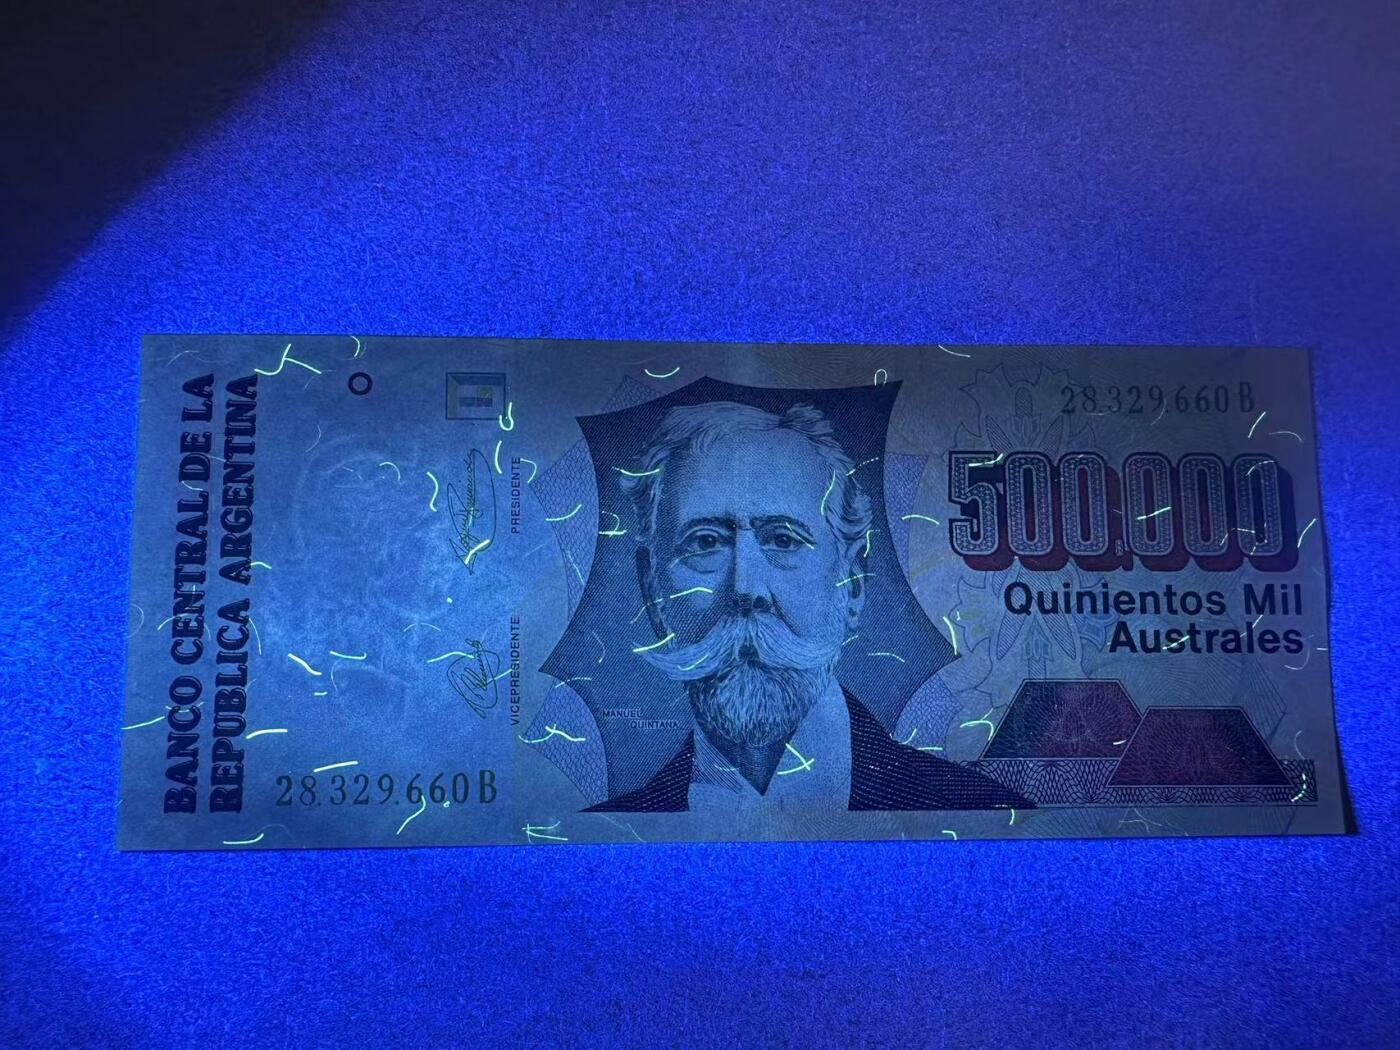 BANCO CENTRAL DE LA
REPUBLICA ARGENTINA
PRESIDENTE
VICEPRESIDENTE
28.329.660 B
MANUEL
QUINTANA
28.329.660 B
500.000
Quinientos Mil
Australes